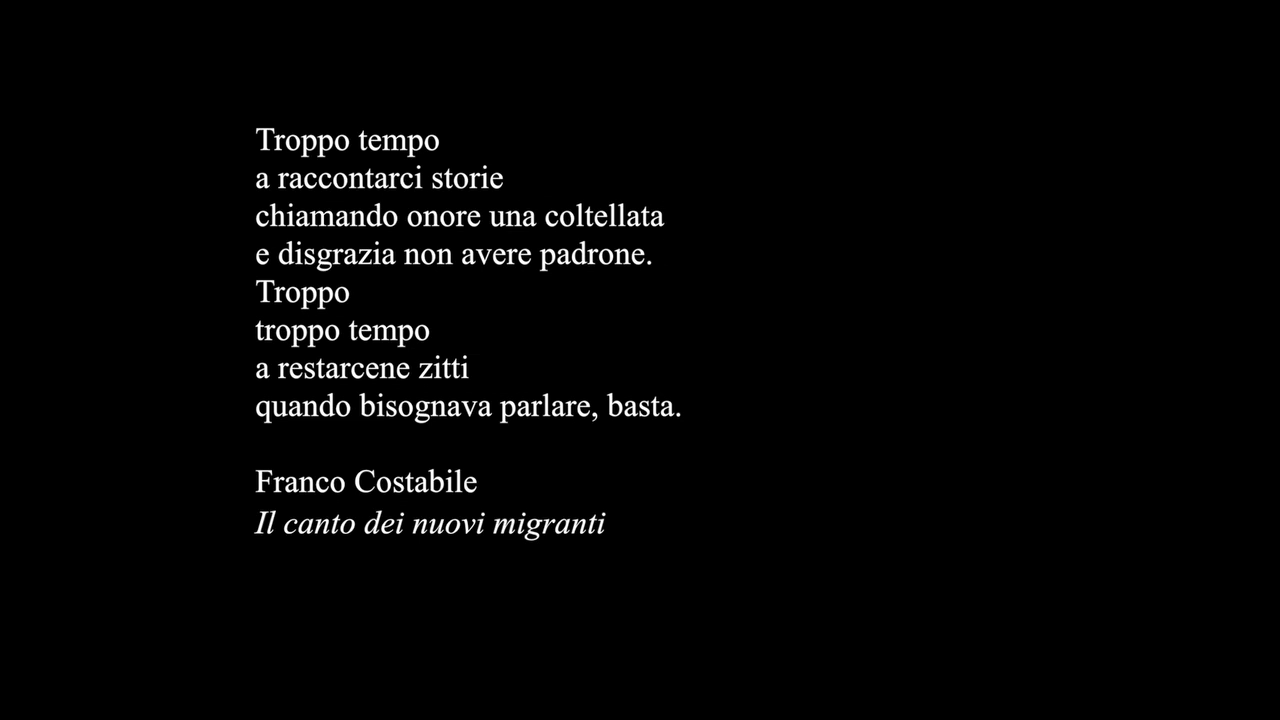 Troppo tempo
a raccontarci storie
chiamando onore una coltellata
e disgrazia non avere padrone.
Troppo
troppo tempo
a restarcene zitti
quando bisognava parlare, basta.
Franco Costabile
Il canto dei nuovi migranti